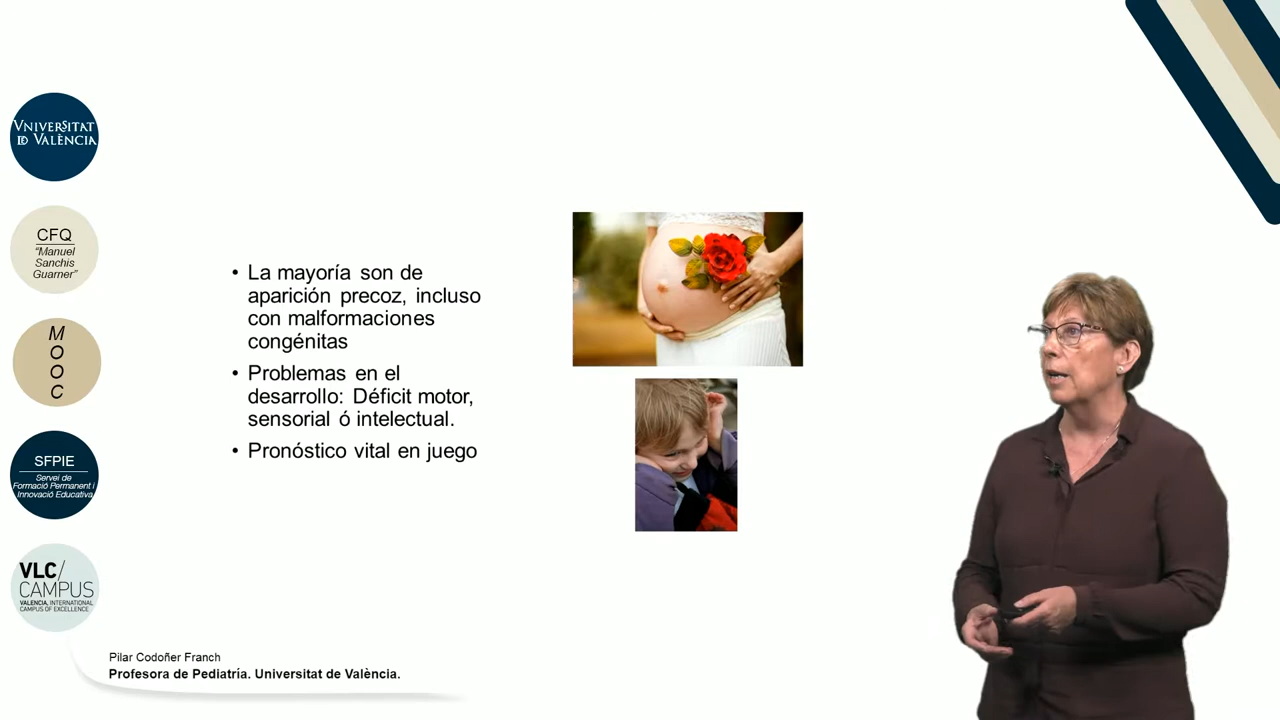 VNIVERSITAT
ID VALÈNCIA
CFQ
“Manuel
Sanchis
Guarner”
M
O
O
C
SFPIE
Servei de
Formació Permanent i
Innovació Educativa
VLC/
CAMPUS
VALENCIA, INTERNATIONAL
CAMPUS OF EXCELLENCE
• La mayoría son de
aparición precoz, incluso
con malformaciones
congénitas
• Problemas en el
desarrollo: Déficit motor,
sensorial ó intelectual.
• Pronóstico vital en juego
Pilar Codoñer Franch
Profesora de Pediatría. Universitat de València.